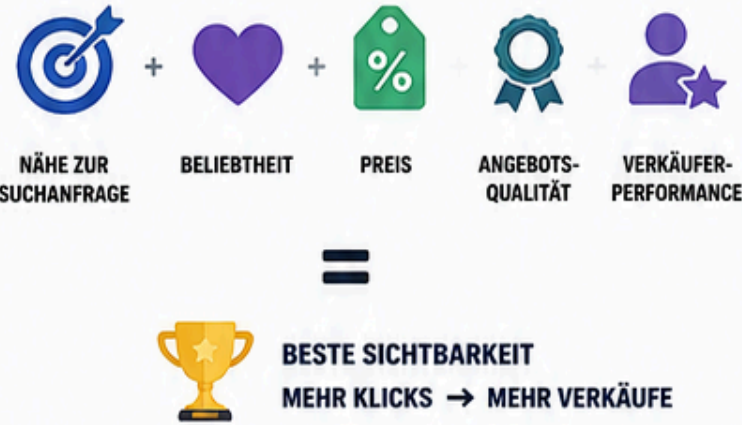 + + % + +
NÄHE ZUR SUCHANFRAGE
BELIEBTHEIT
PREIS
ANGEBOTS-QUALITÄT
VERKÄUFER-PERFORMANCE
=
BESTE SICHTBARKEIT
MEHR KLICKS → MEHR VERKÄUFE